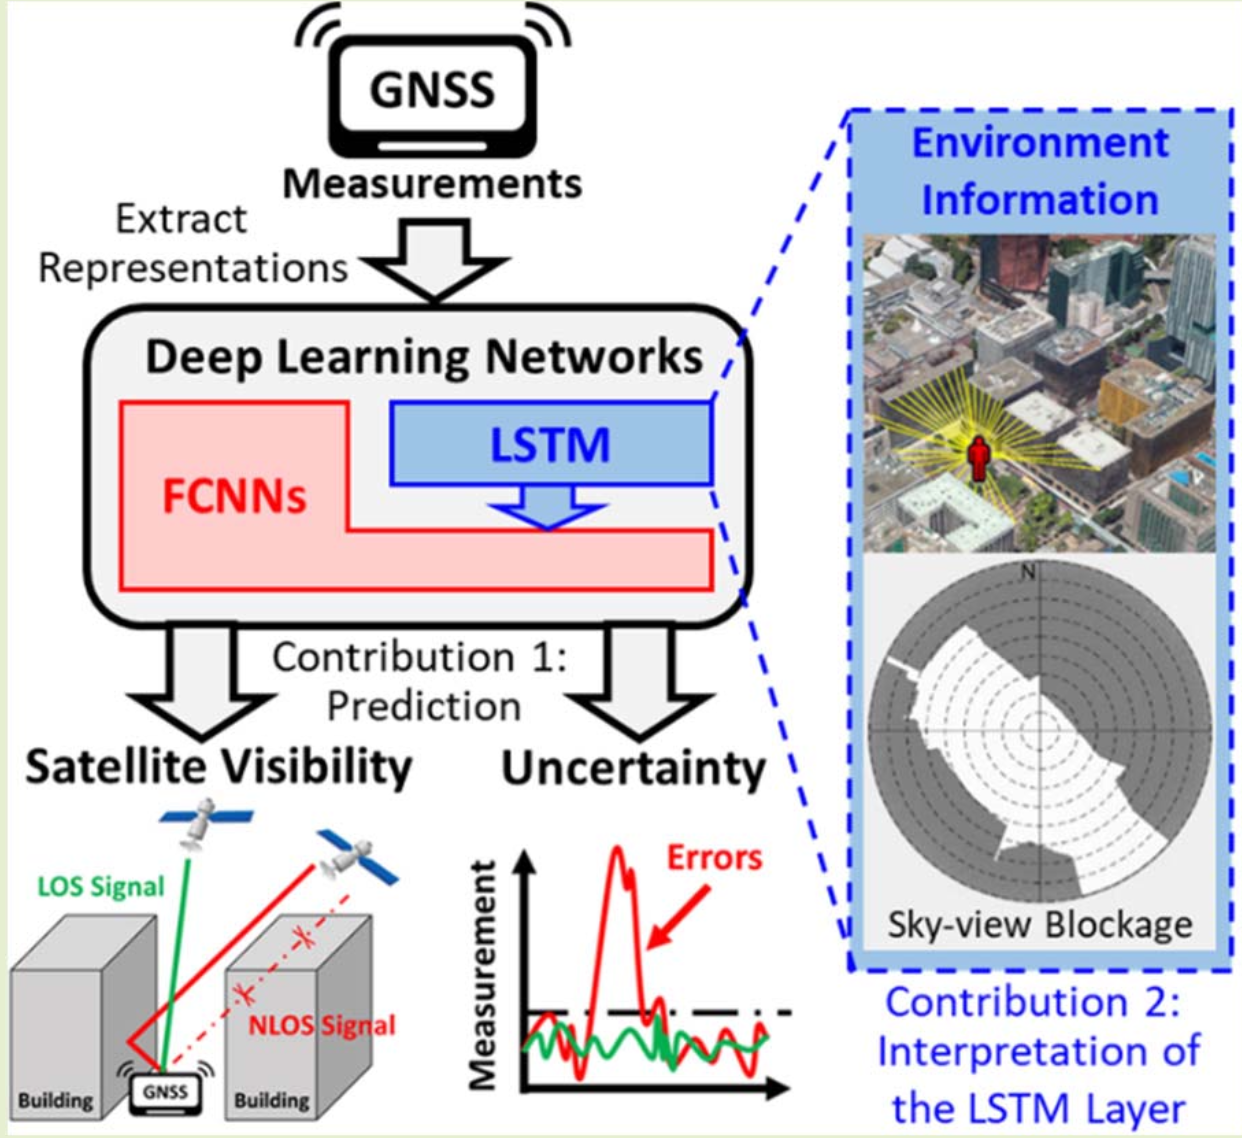 GNSS
Measurements
Extract
Representations
Deep Learning Networks
FCNNs
LSTM
Contribution 1:
Prediction
Satellite Visibility
Uncertainty
LOS Signal
NLOS Signal
Building
GNSS
Building
Measurement
Errors
Environment
Information
N
Sky-view Blockage
Contribution 2:
Interpretation of
the LSTM Layer